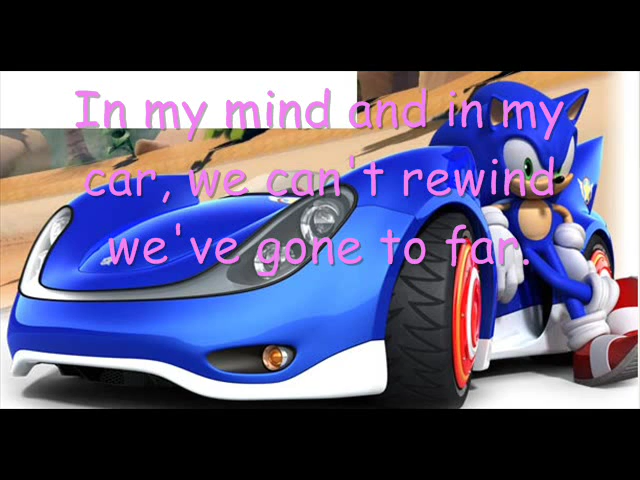 In my mind and in my
car, we can't rewind
we've gone to far.